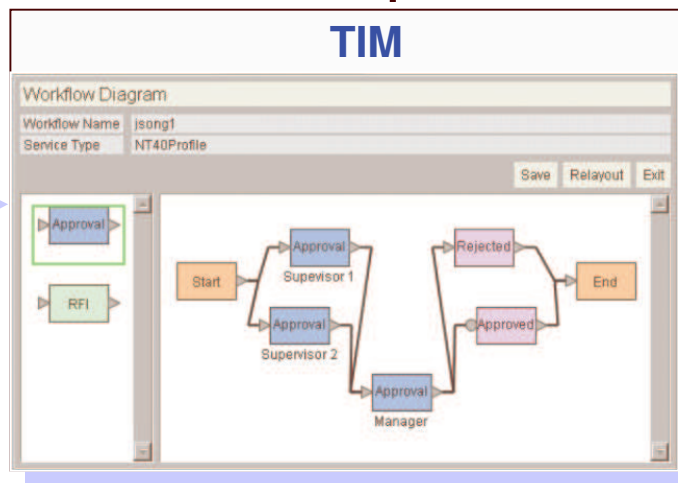 TIM
Workflow Diagram
Workflow Name jsong1
Service Type NT40Profile
Save Relayout Exit
Approval
RFI
Start
Approval
Supevisor 1
Approval
Supervisor 2
Approval
Manager
Rejected
Approved
End